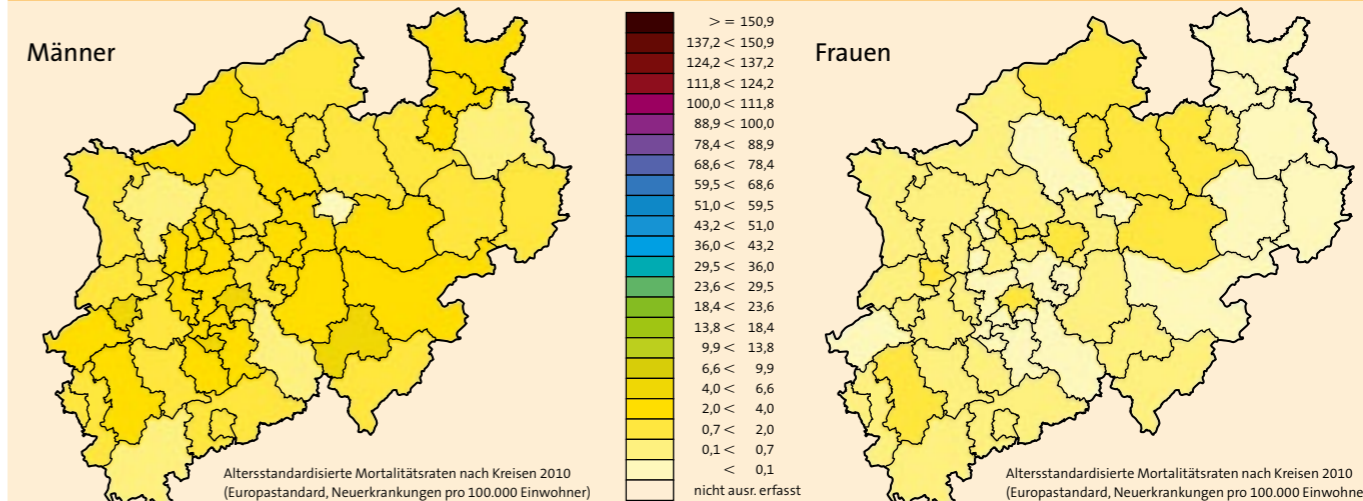 Männer
> = 150,9
137,2 < 150,9
124,2 < 137,2
111,8 < 124,2
100,0 < 111,8
88,9 < 100,0
78,4 < 88,9
68,6 < 78,4
59,5 < 68,6
51,0 < 59,5
43,2 < 51,0
36,0 < 43,2
29,5 < 36,0
23,6 < 29,5
18,4 < 23,6
13,8 < 18,4
9,9 < 13,8
6,6 < 9,9
4,0 < 6,6
2,0 < 4,0
0,7 < 2,0
0,1 < 0,7
< 0,1
nicht ausr. erfasst
Altersstandardisierte Mortalitätsraten nach Kreisen 2010
(Europastandard, Neuerkrankungen pro 100.000 Einwohner)
Frauen
Altersstandardisierte Mortalitätsraten nach Kreisen 2010
(Europastandard, Neuerkrankungen pro 100.000 Einwohner